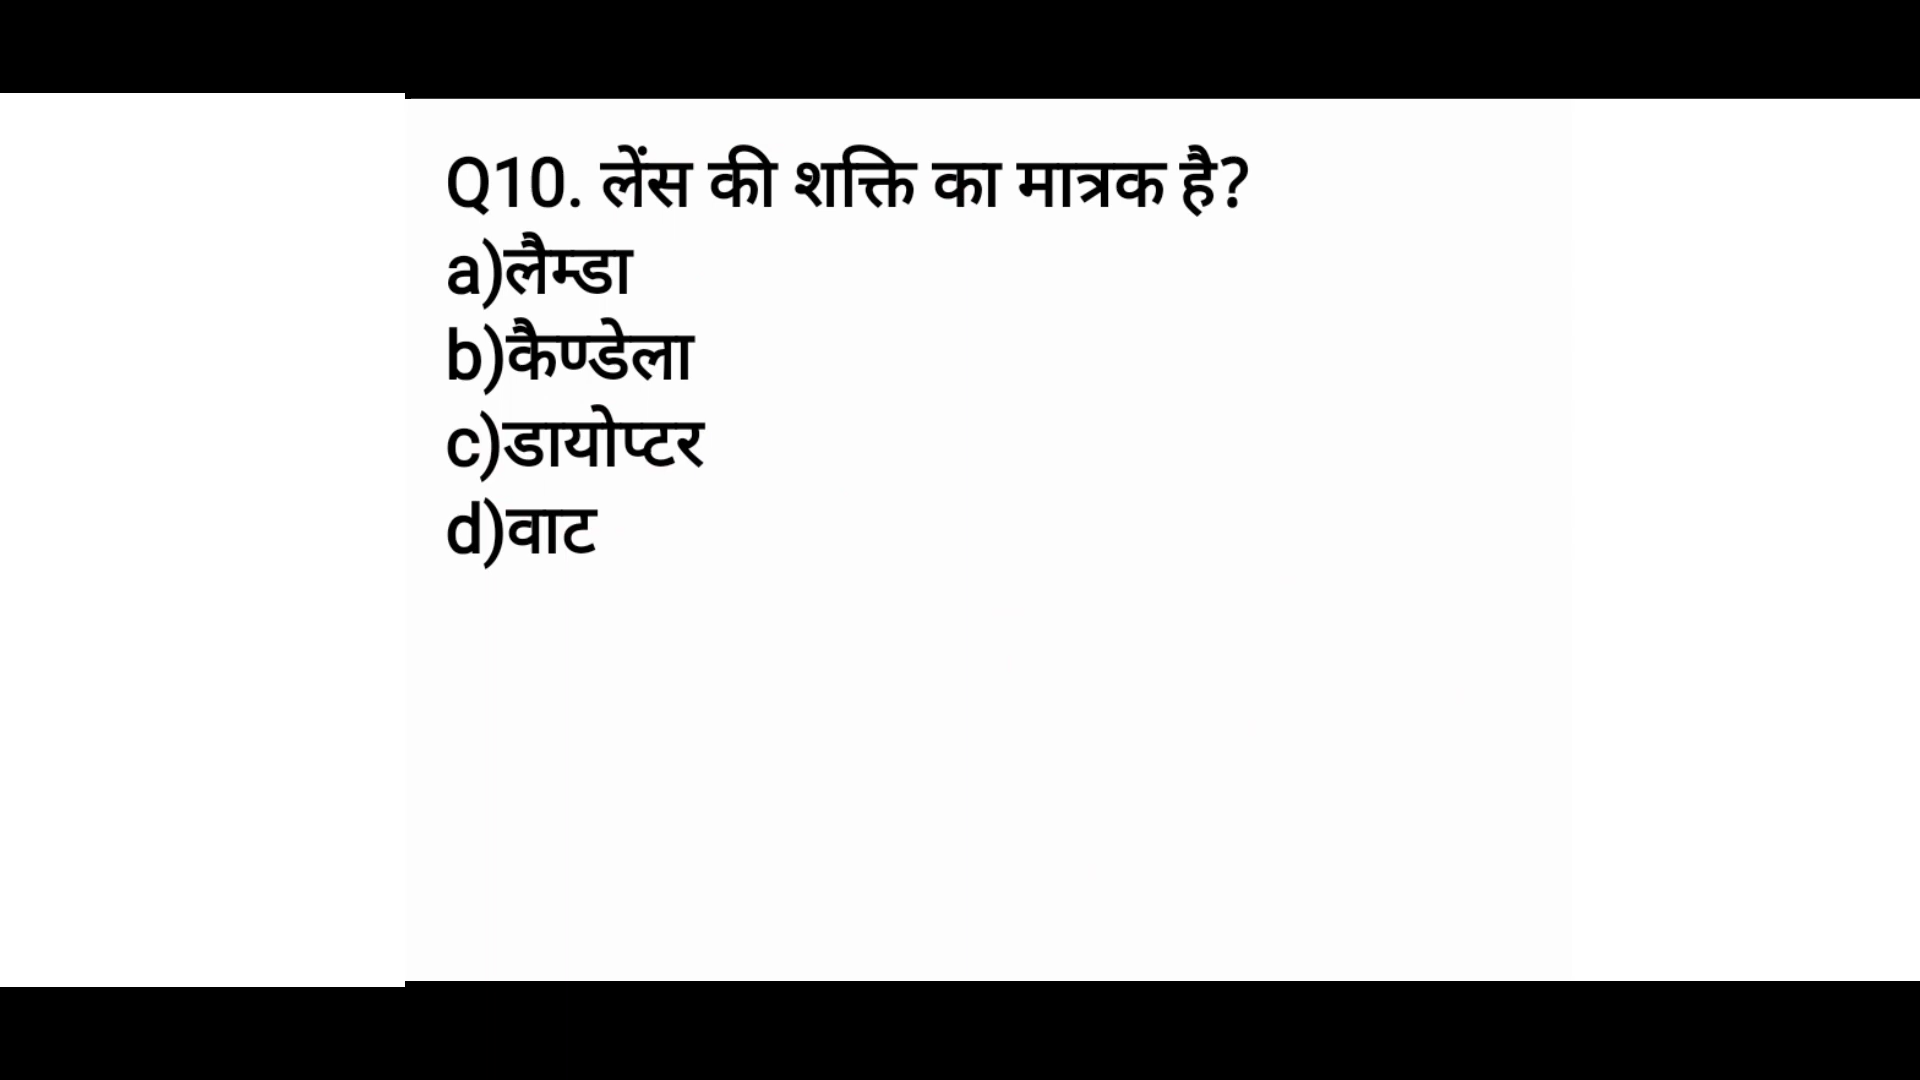 Q10. लेंस की शक्ति का मात्रक है?
a)लैम्डा
b)कैण्डेला
c)डायोप्टर
d)वाट